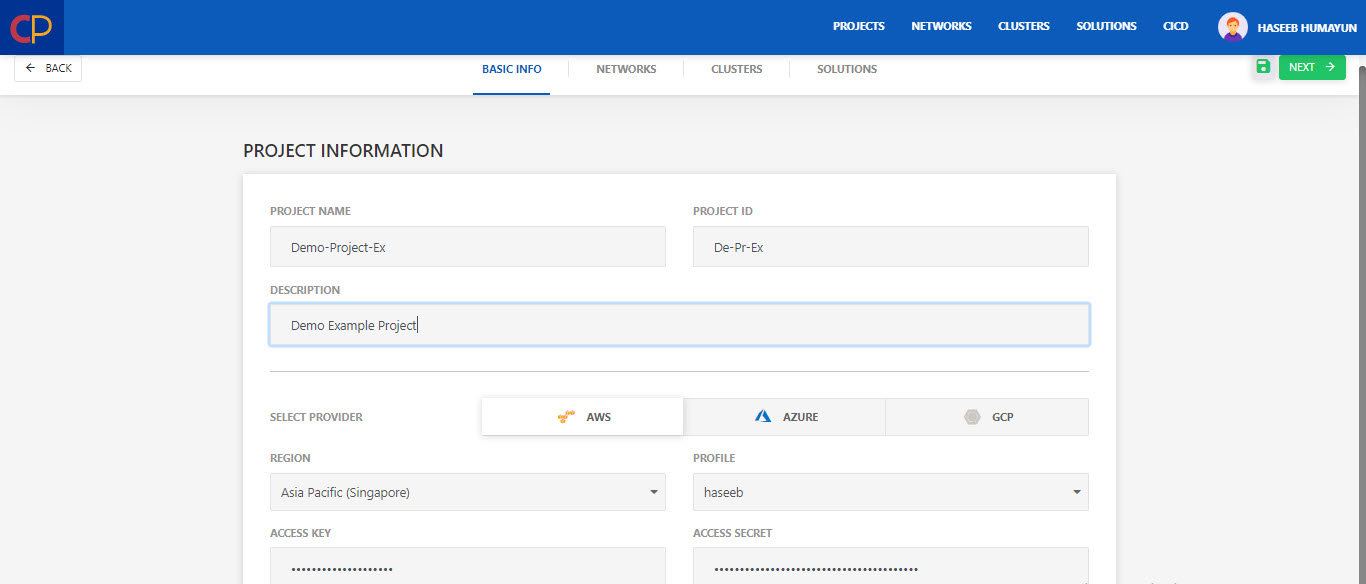 CP
PROJECTS NETWORKS CLUSTERS SOLUTIONS CICD HASEEB HUMAYUN
BACK BASIC INFO NETWORKS CLUSTERS SOLUTIONS NEXT
PROJECT INFORMATION
PROJECT NAME PROJECT ID
Demo-Project-Ex De-Pr-Ex
DESCRIPTION
Demo Example Project
SELECT PROVIDER AWS AZURE GCP
REGION PROFILE
Asia Pacific (Singapore) haseeb
ACCESS KEY ACCESS SECRET